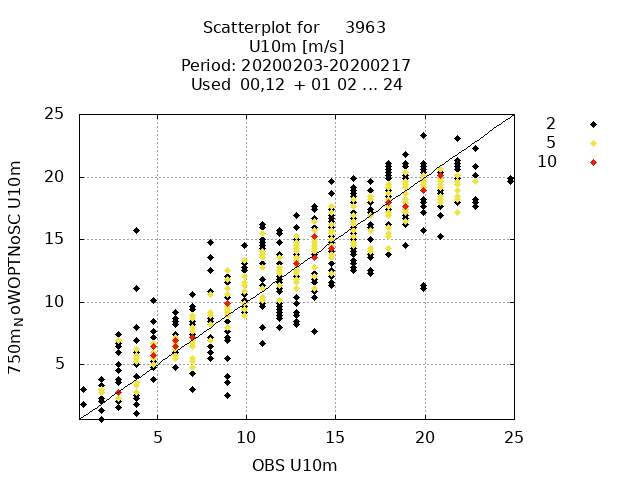 Scatterplot for 3963
U10m [m/s]
Period: 20200203-20200217
Used 00,12 + 01 02 ... 24
25
20
15
10
5
5
10
15
20
25
750m_NoWOPTNoSC U10m
OBS U10m
2
5
10